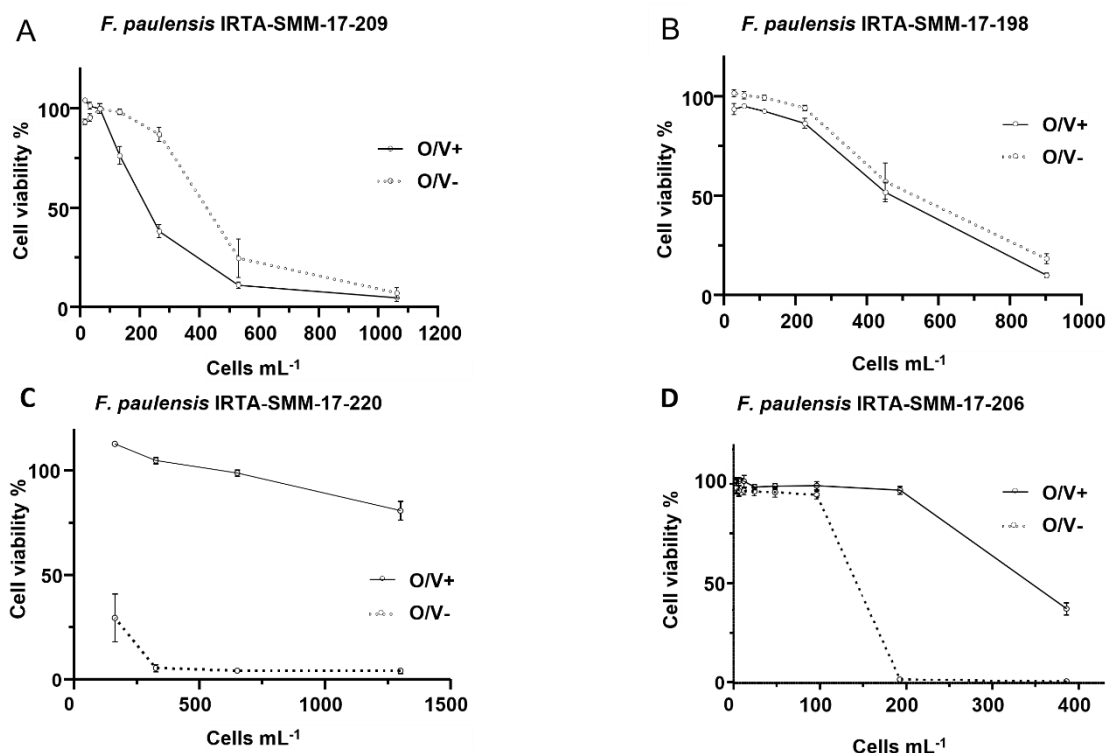 A
F. paulensis IRTA-SMM-17-209
Cell viability %
100
50
0
0 200 400 600 800 1000 1200
Cells mL-1
O/V+
O/V-
B
F. paulensis IRTA-SMM-17-198
Cell viability %
100
50
0
0 200 400 600 800 1000
Cells mL-1
O/V+
O/V-
C
F. paulensis IRTA-SMM-17-220
Cell viability %
100
50
0
0 500 1000 1500
Cells mL-1
O/V+
O/V-
D
F. paulensis IRTA-SMM-17-206
Cell viability %
100
50
0
0 100 200 300 400
Cells mL-1
O/V+
O/V-